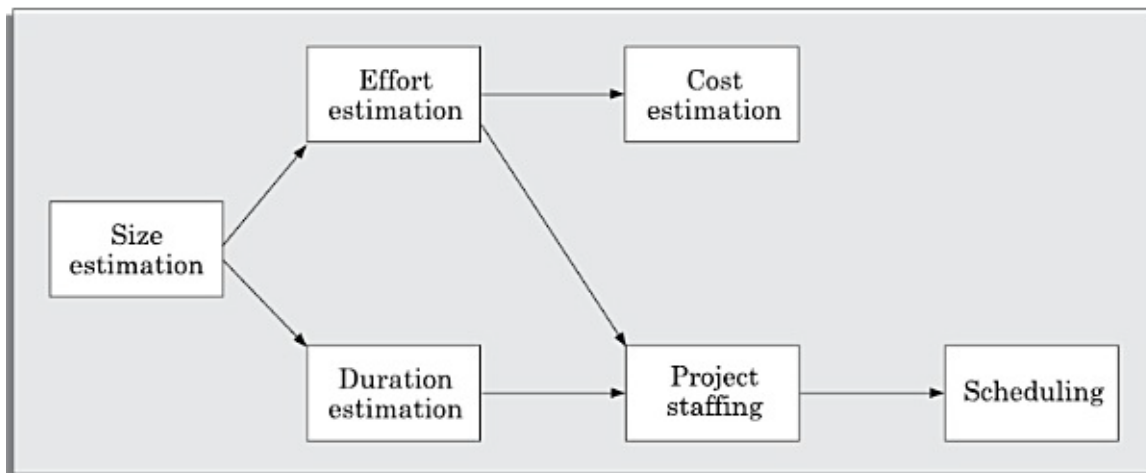 Effort
estimation
Cost
estimation
Size
estimation
Duration
estimation
Project
staffing
Scheduling